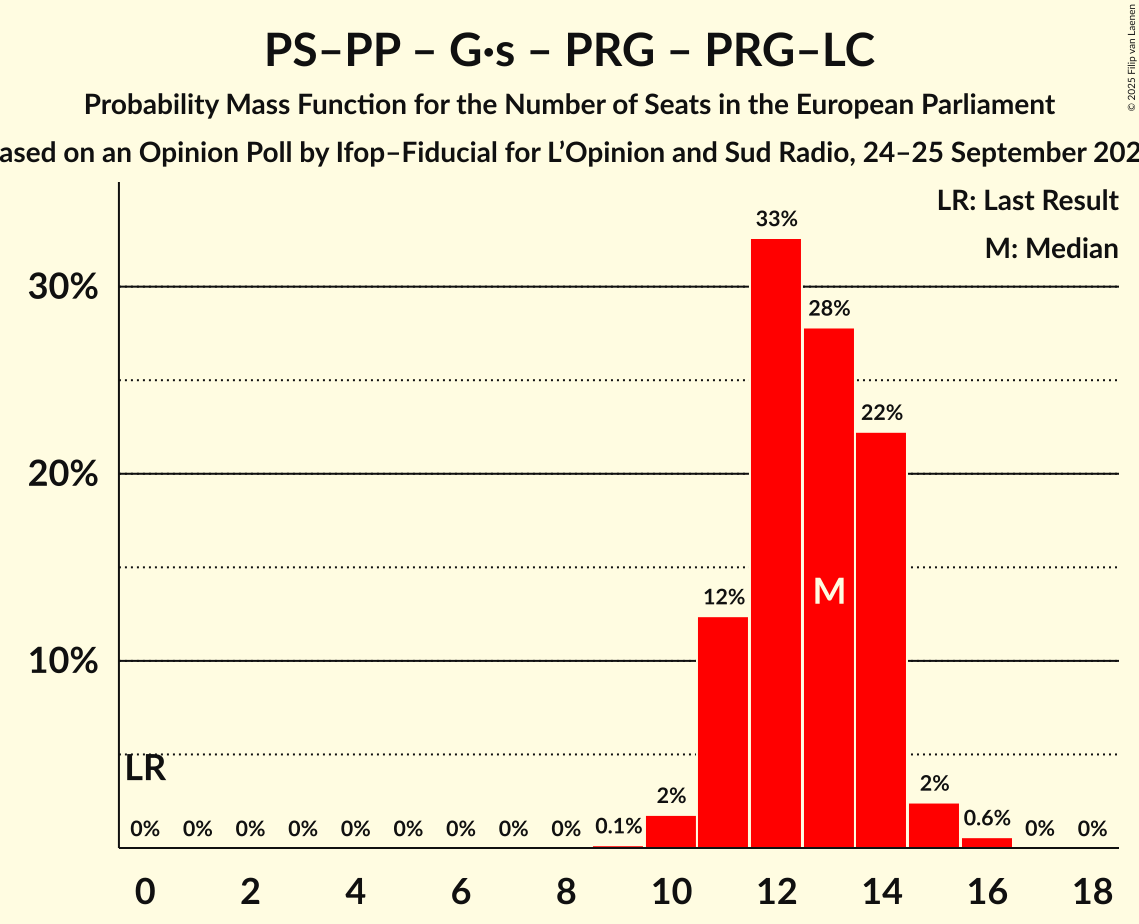 PS–PP – G·s – PRG – PRG–LC
Probability Mass Function for the Number of Seats in the European Parliament
ased on an Opinion Poll by Ifop–Fiducial for L’Opinion and Sud Radio, 24–25 September 202
© 2025 Filip van Laenen
LR: Last Result
M: Median
33%
30%
28%
22%
20%
M
12%
10%
LR
2%
2%
0% 0% 0% 0% 0% 0% 0% 0% 0% 0.1% 0.6% 0% 0%
0 2 4 6 8 10 12 14 16 18